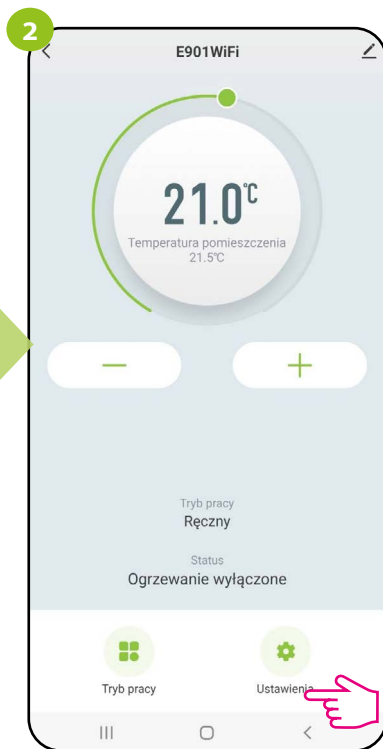 2
E901WiFi
21.0°C
Temperatura pomieszczenia
21.5°C
Tryb pracy
Ręczny
Status
Ogrzewanie wyłączone
Tryb pracy
Ustawienia